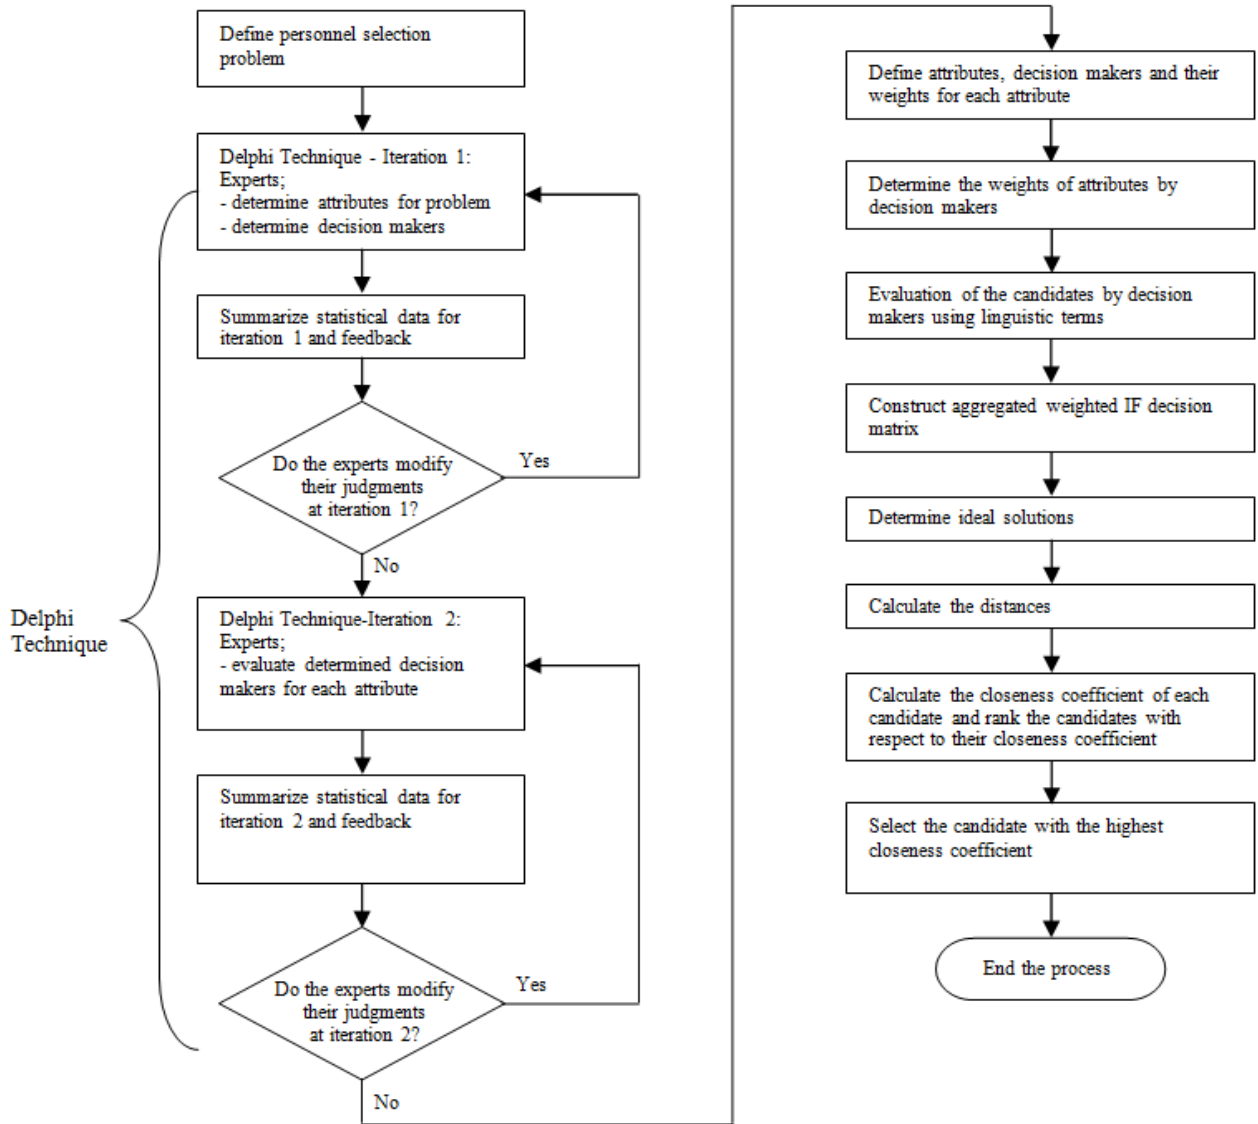 Define personnel selection
problem
Delphi Technique - Iteration 1:
Experts;
- determine attributes for problem
- determine decision makers
Summarize statistical data for
iteration 1 and feedback
Do the experts modify
their judgments
at iteration 1?
Yes
No
Delphi Technique-Iteration 2:
Experts;
- evaluate determined decision
makers for each attribute
Summarize statistical data for
iteration 2 and feedback
Do the experts modify
their judgments
at iteration 2?
Yes
No
Delphi
Technique
Define attributes, decision makers and their
weights for each attribute
Determine the weights of attributes by
decision makers
Evaluation of the candidates by decision
makers using linguistic terms
Construct aggregated weighted IF decision
matrix
Determine ideal solutions
Calculate the distances
Calculate the closeness coefficient of each
candidate and rank the candidates with
respect to their closeness coefficient
Select the candidate with the highest
closeness coefficient
End the process